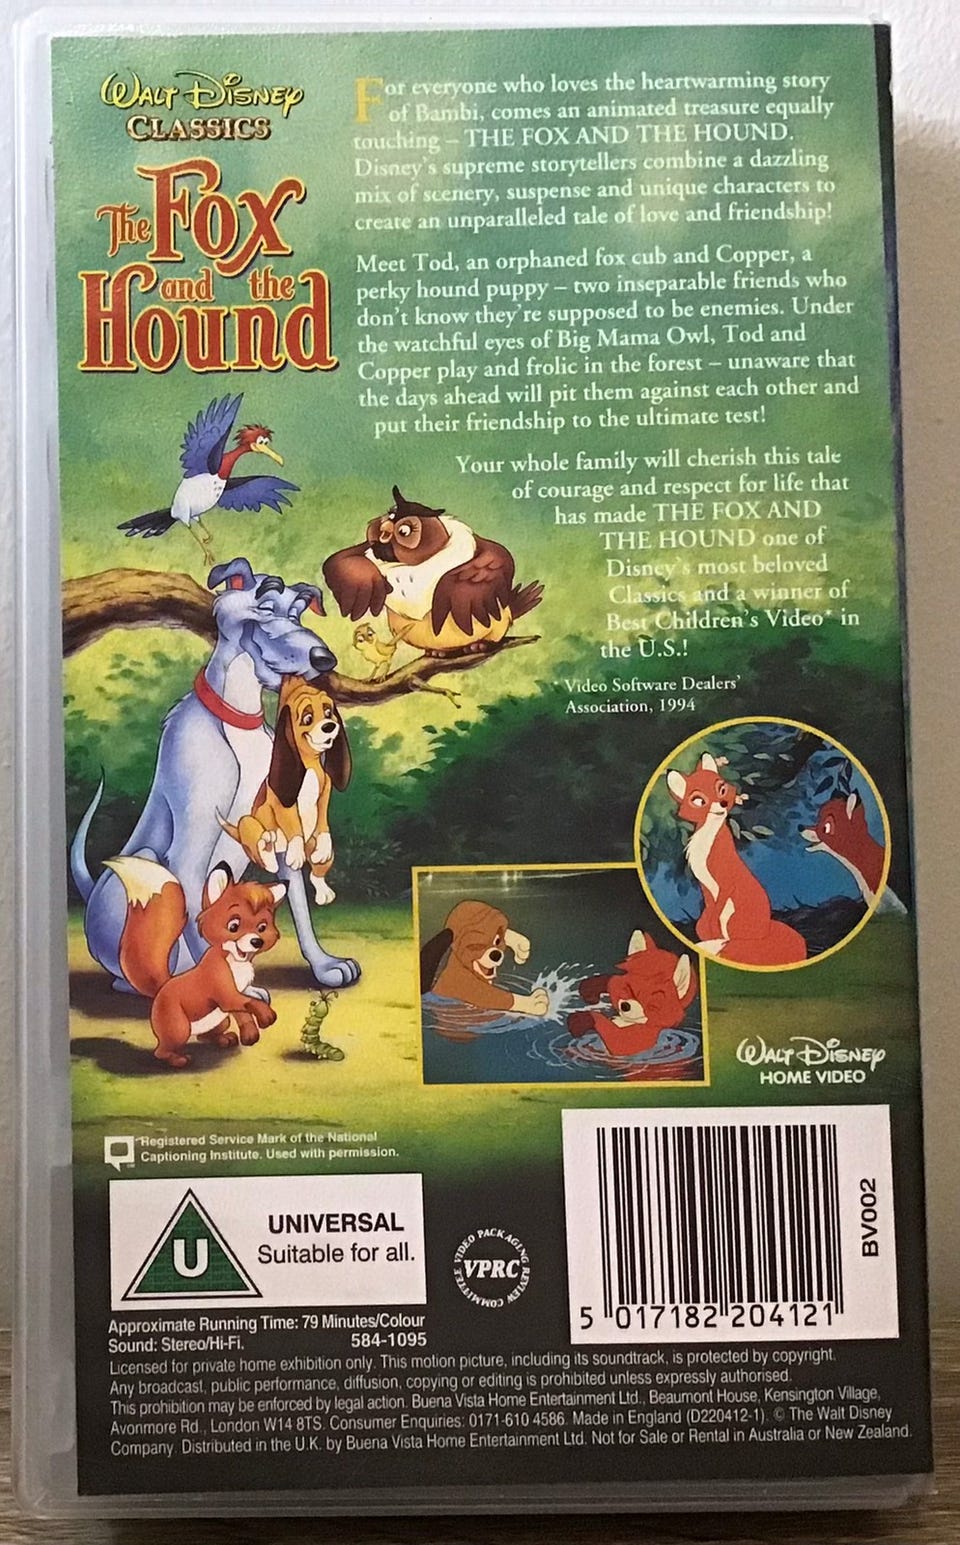 WALT DISNEY
CLASSICS
The Fox
and the
Hound
For everyone who loves the heartwarming story
of Bambi, comes an animated treasure equally
touching – THE FOX AND THE HOUND.
Disney's supreme storytellers combine a dazzling
mix of scenery, suspense and unique characters to
create an unparalleled tale of love and friendship!
Meet Tod, an orphaned fox cub and Copper, a
perky hound puppy – two inseparable friends who
don't know they're supposed to be enemies. Under
the watchful eyes of Big Mama Owl, Tod and
Copper play and frolic in the forest – unaware that
the days ahead will pit them against each other and
put their friendship to the ultimate test!
Your whole family will cherish this tale
of courage and respect for life that
has made THE FOX AND
THE HOUND one of
Disney's most beloved
Classics and a winner of
Best Children's Video* in
the U.S.!
* Video Software Dealers'
Association, 1994
WALT DISNEY
HOME VIDEO
Registered Service Mark of the National
Captioning Institute. Used with permission.
U
UNIVERSAL
Suitable for all.
VIDEO PACKAGING REVIEW COMMITTEE
VPRC
BV002
5 017182 204121
Approximate Running Time: 79 Minutes/Colour
Sound: Stereo/Hi-Fi. 584-1095
Licensed for private home exhibition only. This motion picture, including its soundtrack, is protected by copyright.
Any broadcast, public performance, diffusion, copying or editing is prohibited unless expressly authorised.
This prohibition may be enforced by legal action. Buena Vista Home Entertainment Ltd., Beaumont House, Kensington Village,
Avonmore Rd., London W14 8TS. Consumer Enquiries: 0171-610 4586. Made in England (D220412-1). © The Walt Disney
Company. Distributed in the U.K. by Buena Vista Home Entertainment Ltd. Not for Sale or Rental in Australia or New Zealand.